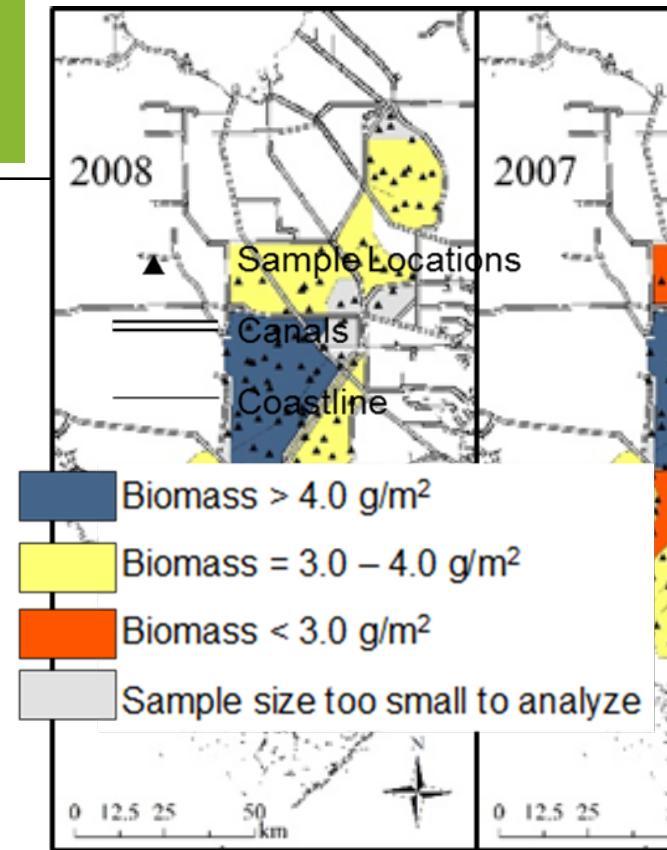 2008
2007
Sample Locations
Canals
Coastline
Biomass > 4.0 g/m²
Biomass = 3.0 – 4.0 g/m²
Biomass < 3.0 g/m²
Sample size too small to analyze
N
0 12.5 25 50
km
0 12.5 25